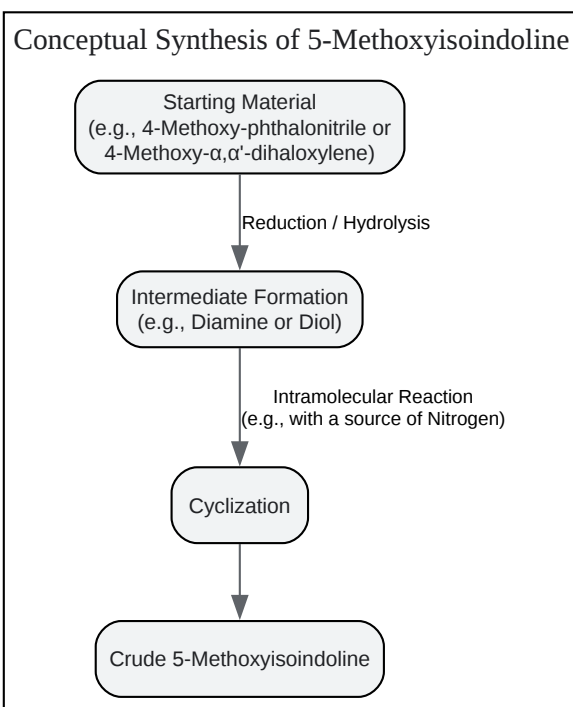 Conceptual Synthesis of 5-Methoxyisoindoline
Starting Material
(e.g., 4-Methoxy-phthalonitrile or
4-Methoxy-α,α'-dihaloxylene)
Reduction / Hydrolysis
Intermediate Formation
(e.g., Diamine or Diol)
Intramolecular Reaction
(e.g., with a source of Nitrogen)
Cyclization
Crude 5-Methoxyisoindoline